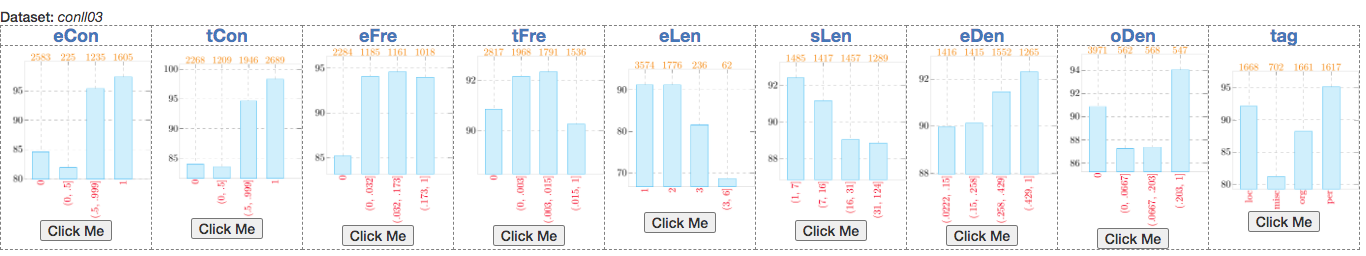 Dataset: conll03
eCon tCon eFre tFre eLen sLen eDen oDen tag
2583 225 1235 1605
100
95
90
85
80
0 (0, .5] (.5, .999] 1
Click Me
2268 1209 1946 2689
100
95
90
85
0 (0, .5] (.5, .999] 1
Click Me
2284 1185 1161 1018
95
90
85
0 (0, .032] (.032, .173] (.173, 1]
Click Me
2817 1968 1791 1536
92
90
0 (0, .003] (.003, .015] (.015, 1]
Click Me
3574 1776 236 62
90
80
70
1 2 3 (3, 6]
Click Me
1485 1417 1457 1289
92
90
88
(1, 7] (7, 16] (16, 31] (31, 124]
Click Me
1416 1415 1552 1265
92
90
88
(.0222, .15] (.15, .258] (.258, .429] (.429, 1]
Click Me
3971 562 568 547
94
92
90
88
86
0 (0, .0667] (.0667, .203] (.203, 1]
Click Me
1668 702 1661 1617
95
90
85
80
loc misc org per
Click Me